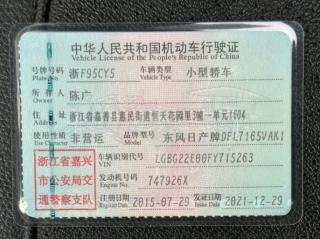 中华人民共和国机动车行驶证
Vehicle License of the People's Republic of China
号牌号码 浙F95CY5 车辆类型 小型轿车
Plate No. Vehicle Type
所有人 陈广
Owner
住址 浙江省嘉善县惠民街道恒天花园里3幢一单元1604
Address
使用性质 非营运 品牌型号 东风日产牌DFL7165VAK1
Use Character Model
浙江省嘉兴
市公安局交
通警察支队
车辆识别代号 LGBG22E00FY715263
VIN
发动机号码 747926X
Engine No.
注册日期 2015-07-29 发证日期 2021-12-29
Register Date Issue Date